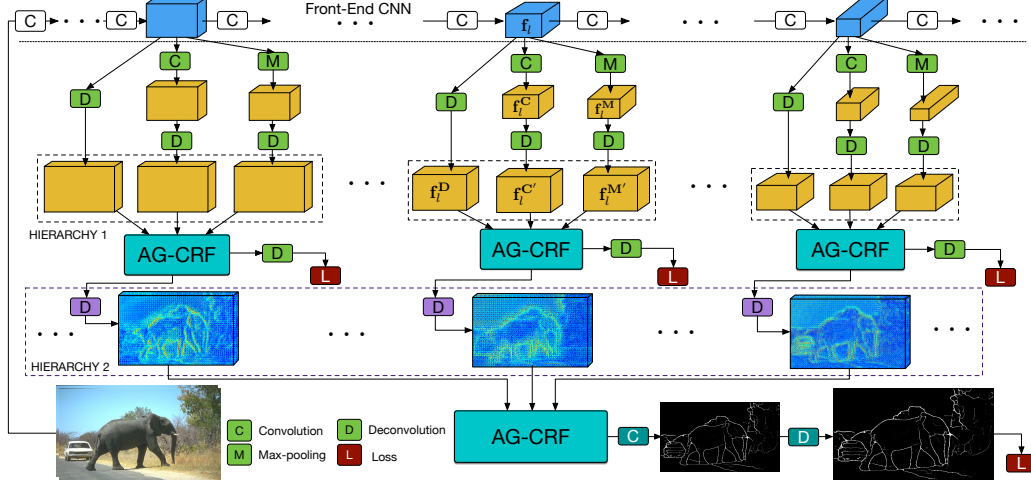 Front-End CNN
C
C
C
C
C
C
f_l
C
M
C
M
C
M
D
D
D
f_l^C
f_l^M
D
D
D
D
D
D
f_l^D
f_l^C'
f_l^M'
HIERARCHY 1
AG-CRF
D
L
AG-CRF
D
L
AG-CRF
D
L
D
D
D
HIERARCHY 2
C Convolution
D Deconvolution
M Max-pooling
L Loss
AG-CRF
C
D
L